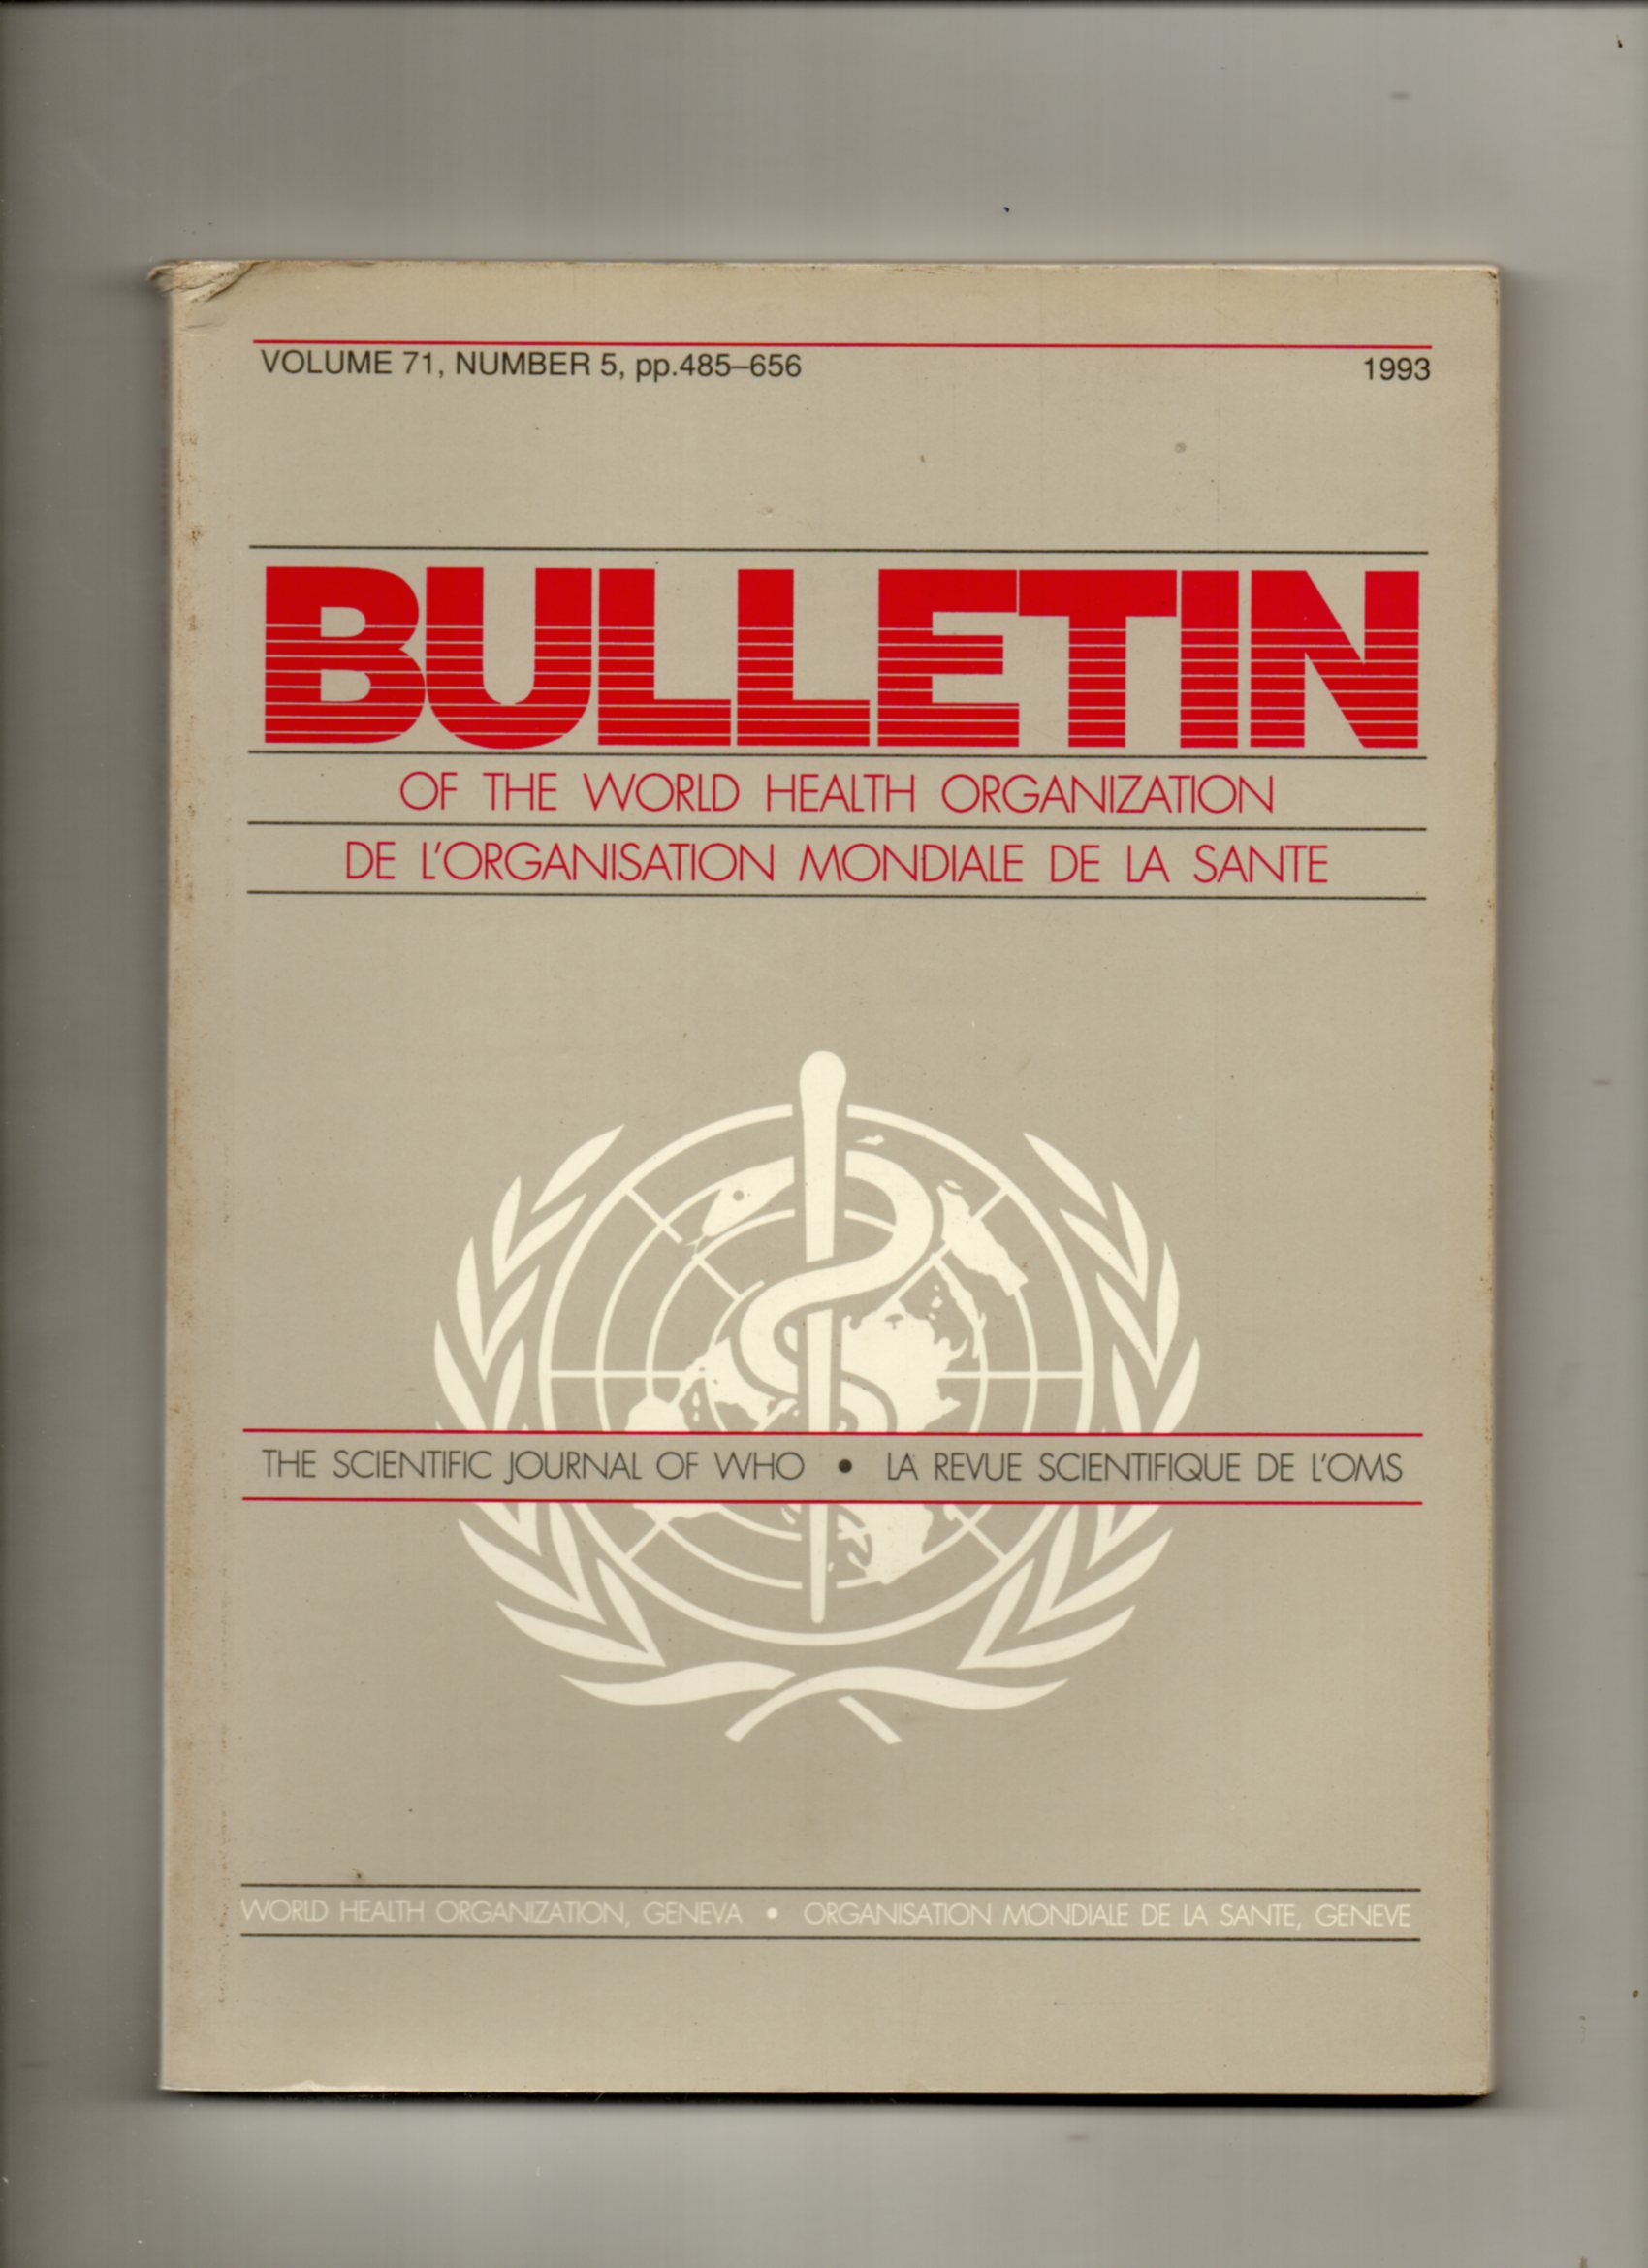 VOLUME 71, NUMBER 5, pp.485–656 1993
BULLETIN
OF THE WORLD HEALTH ORGANIZATION
DE L'ORGANISATION MONDIALE DE LA SANTE
THE SCIENTIFIC JOURNAL OF WHO • LA REVUE SCIENTIFIQUE DE L'OMS
WORLD HEALTH ORGANIZATION, GENEVA • ORGANISATION MONDIALE DE LA SANTE, GENEVE